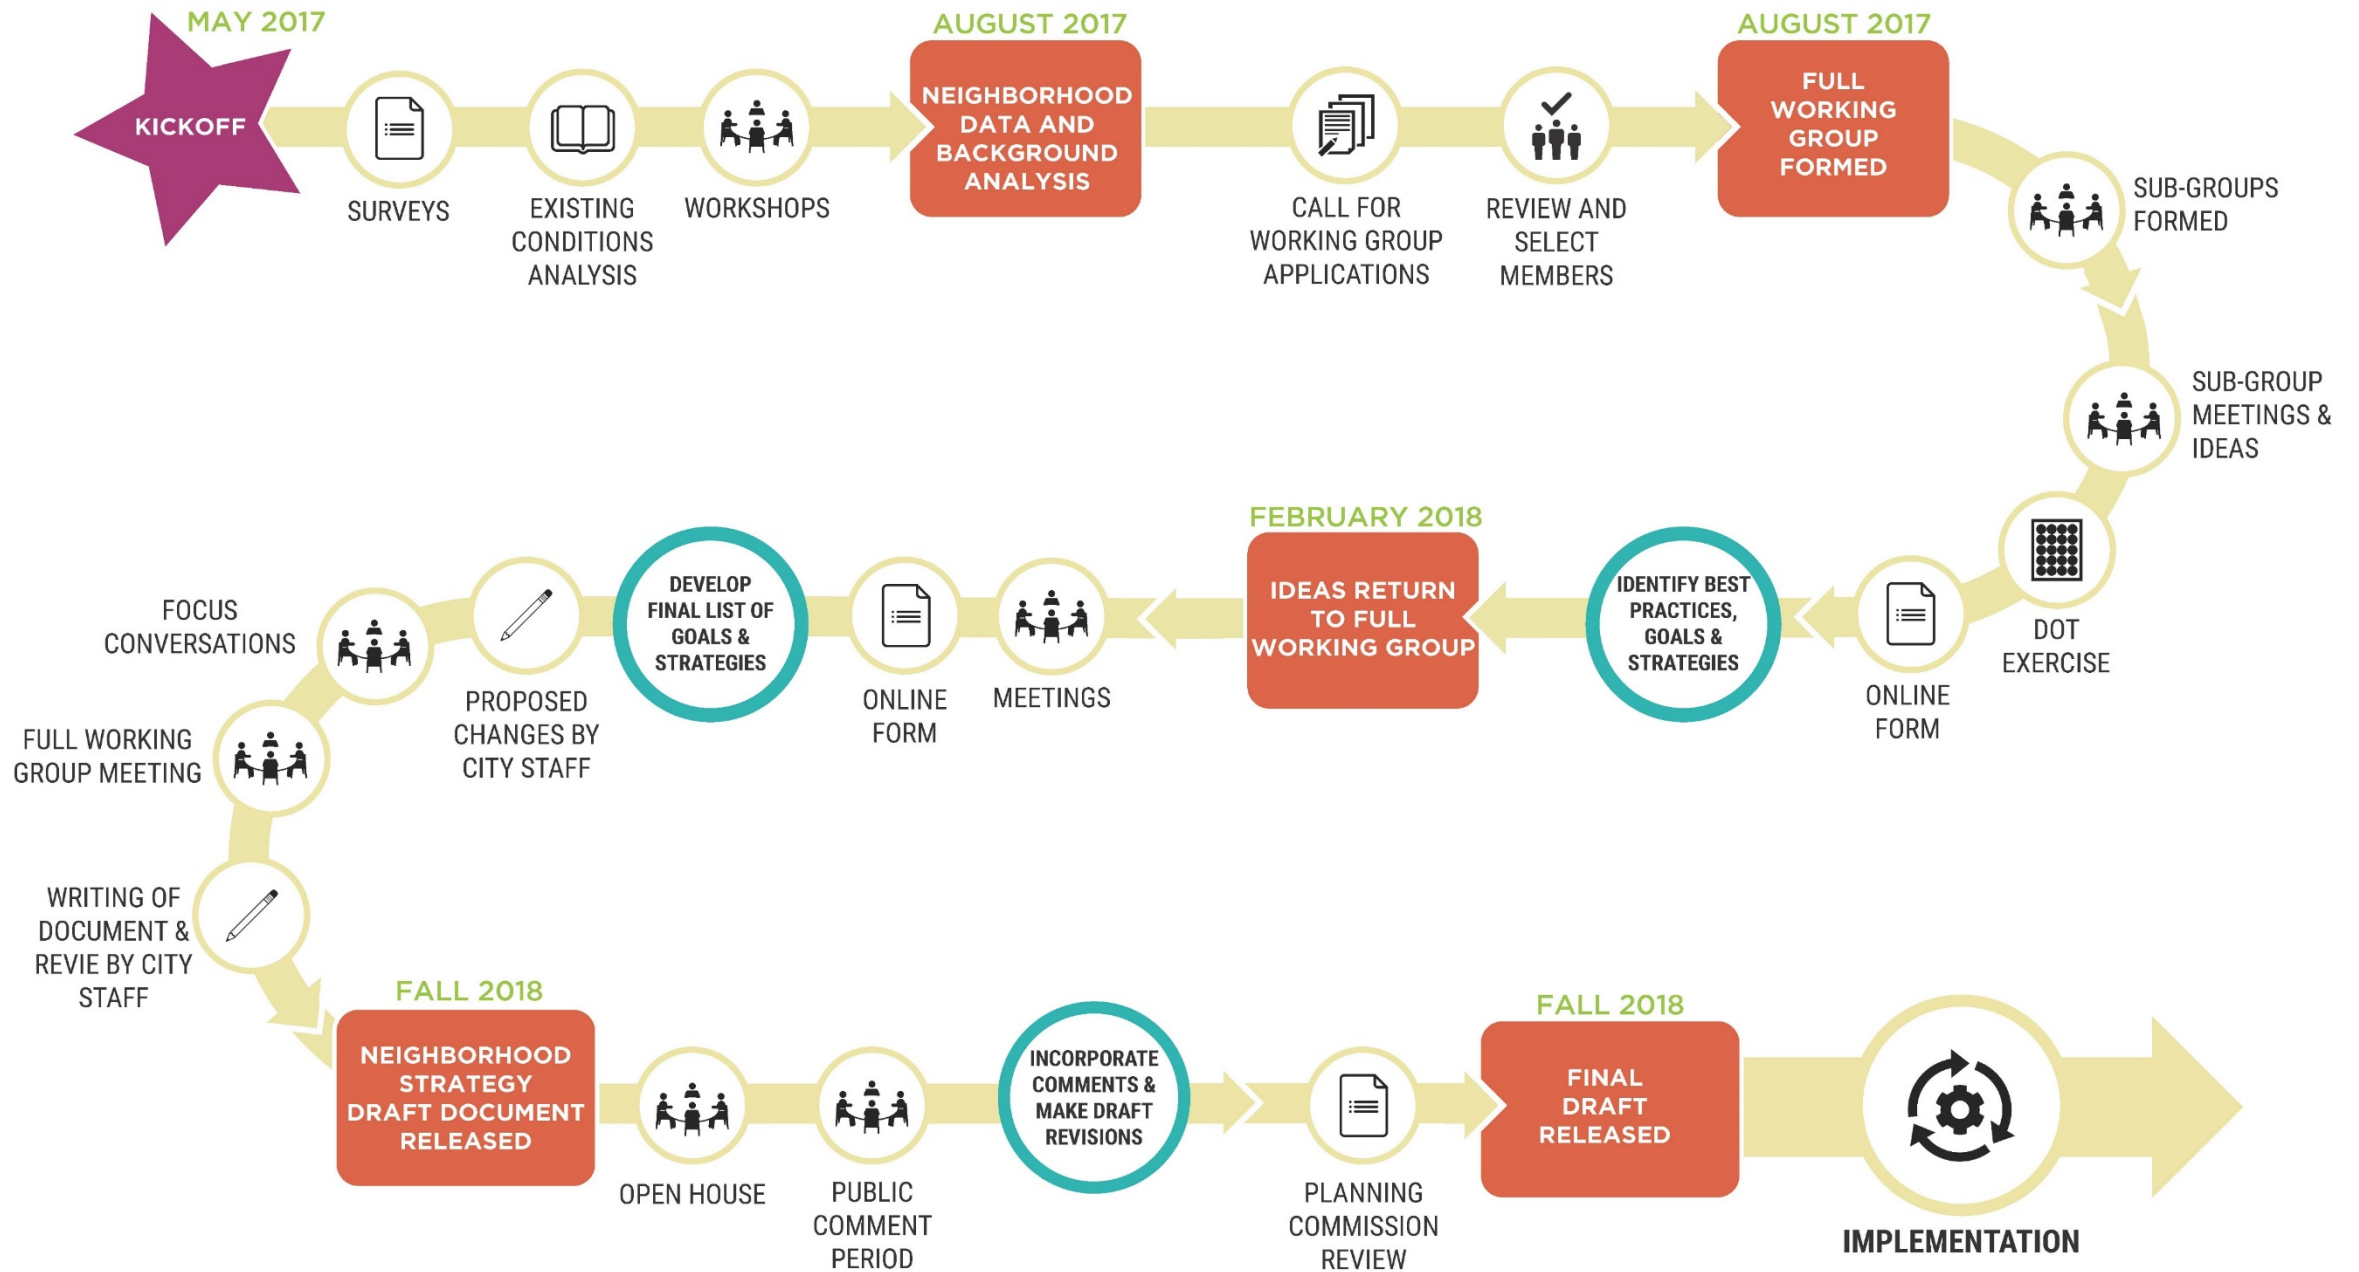 MAY 2017
KICKOFF
SURVEYS
EXISTING
CONDITIONS
ANALYSIS
WORKSHOPS
AUGUST 2017
NEIGHBORHOOD
DATA AND
BACKGROUND
ANALYSIS
CALL FOR
WORKING GROUP
APPLICATIONS
REVIEW AND
SELECT
MEMBERS
AUGUST 2017
FULL
WORKING
GROUP
FORMED
SUB-GROUPS
FORMED
SUB-GROUP
MEETINGS &
IDEAS
DOT
EXERCISE
ONLINE
FORM
IDENTIFY BEST
PRACTICES,
GOALS &
STRATEGIES
FEBRUARY 2018
IDEAS RETURN
TO FULL
WORKING GROUP
MEETINGS
ONLINE
FORM
DEVELOP
FINAL LIST OF
GOALS &
STRATEGIES
PROPOSED
CHANGES BY
CITY STAFF
FOCUS
CONVERSATIONS
FULL WORKING
GROUP MEETING
WRITING OF
DOCUMENT &
REVIE BY CITY
STAFF
FALL 2018
NEIGHBORHOOD
STRATEGY
DRAFT DOCUMENT
RELEASED
OPEN HOUSE
PUBLIC
COMMENT
PERIOD
INCORPORATE
COMMENTS &
MAKE DRAFT
REVISIONS
PLANNING
COMMISSION
REVIEW
FALL 2018
FINAL
DRAFT
RELEASED
IMPLEMENTATION